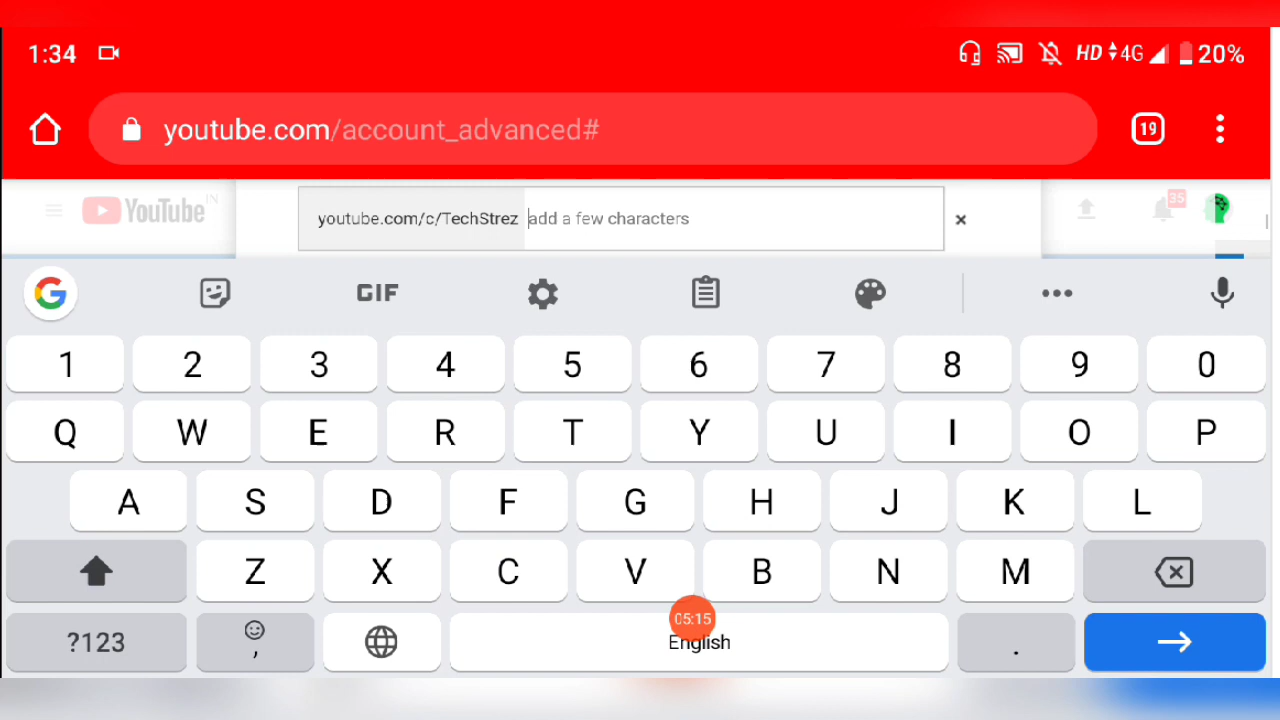 1:34 HD 4G 20%
youtube.com/account_advanced# 19
YouTube IN 35
youtube.com/c/TechStrez add a few characters ×
G GIF
1 2 3 4 5 6 7 8 9 0
Q W E R T Y U I O P
A S D F G H J K L
Z X C V B N M
05:15
?123 , English .